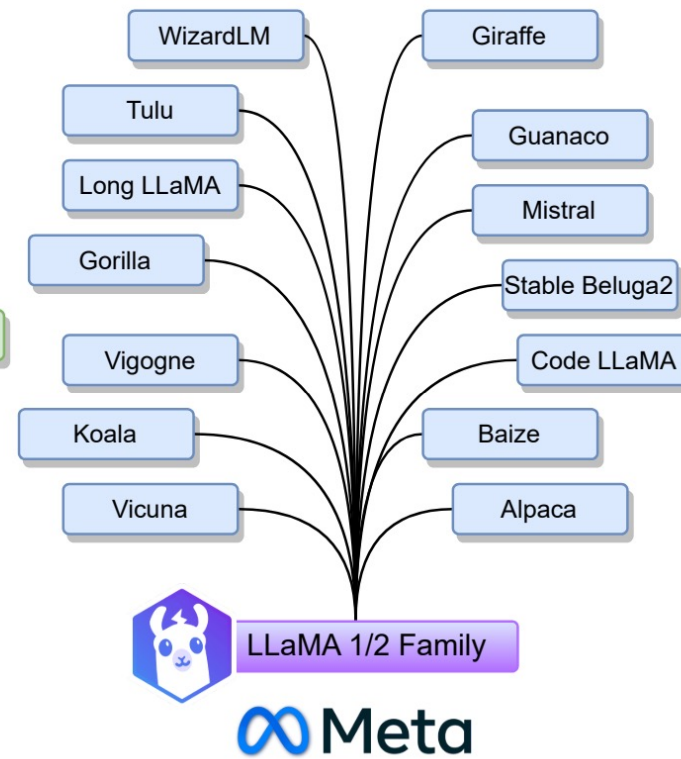 WizardLM
Giraffe
Tulu
Guanaco
Long LLaMA
Mistral
Gorilla
Stable Beluga2
Vigogne
Code LLaMA
Koala
Baize
Vicuna
Alpaca
LLaMA 1/2 Family
Meta